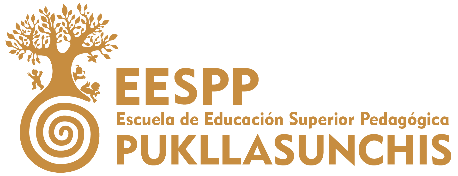 EESPP
Escuela de Educación Superior Pedagógica
PUKLLASUNCHIS